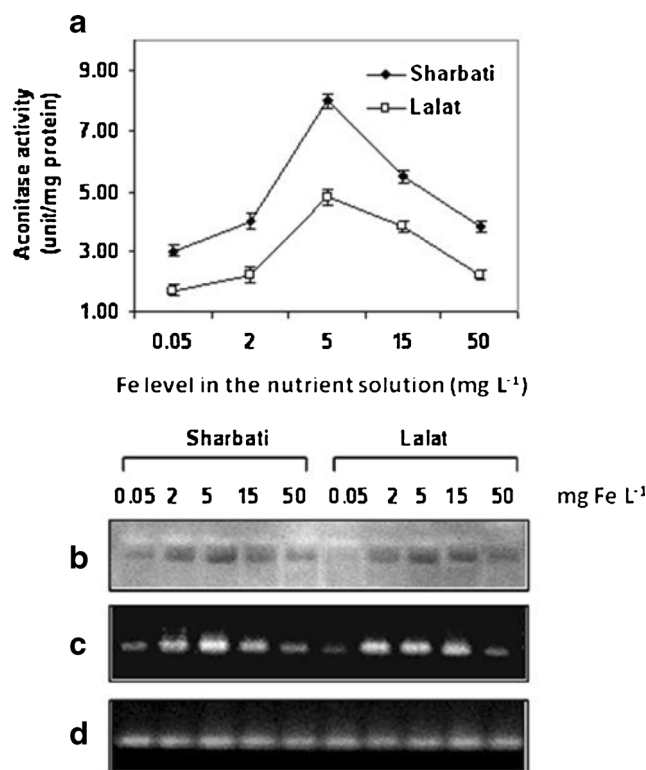 a
9.00
7.00
5.00
3.00
1.00
Aconitase activity
(unit/mg protein)
Sharbati
Lalat
0.05 2 5 15 50
Fe level in the nutrient solution (mg L⁻¹)
Sharbati Lalat
0.05 2 5 15 50 0.05 2 5 15 50 mg Fe L⁻¹
b
c
d